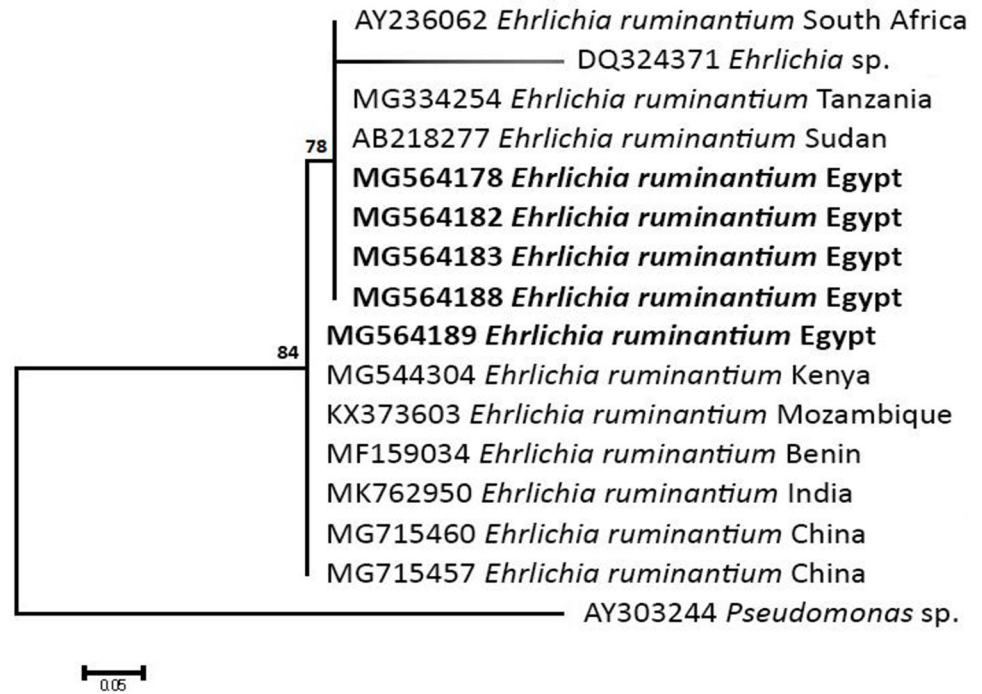 AY236062 Ehrlichia ruminantium South Africa
DQ324371 Ehrlichia sp.
MG334254 Ehrlichia ruminantium Tanzania
78
AB218277 Ehrlichia ruminantium Sudan
MG564178 Ehrlichia ruminantium Egypt
MG564182 Ehrlichia ruminantium Egypt
MG564183 Ehrlichia ruminantium Egypt
MG564188 Ehrlichia ruminantium Egypt
MG564189 Ehrlichia ruminantium Egypt
84
MG544304 Ehrlichia ruminantium Kenya
KX373603 Ehrlichia ruminantium Mozambique
MF159034 Ehrlichia ruminantium Benin
MK762950 Ehrlichia ruminantium India
MG715460 Ehrlichia ruminantium China
MG715457 Ehrlichia ruminantium China
AY303244 Pseudomonas sp.
0.05